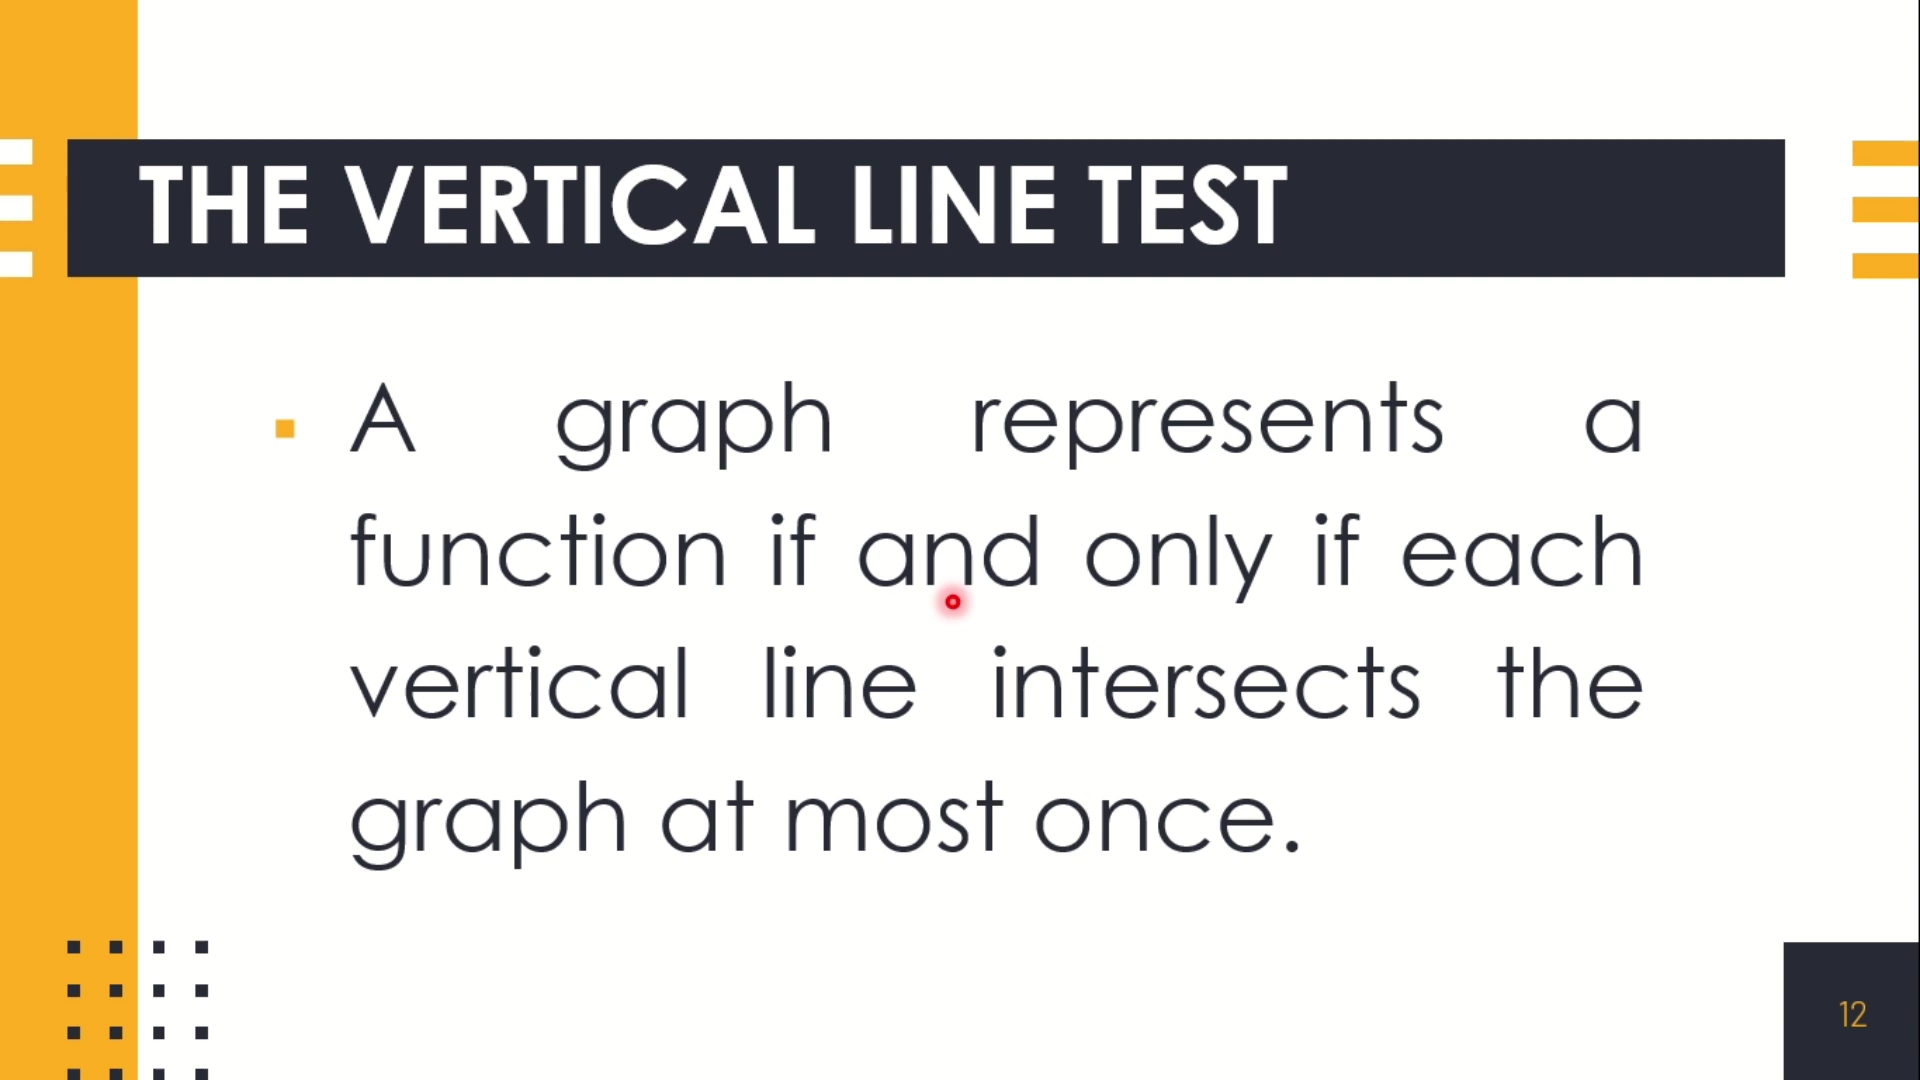 THE VERTICAL LINE TEST
A graph represents a
function if and only if each
vertical line intersects the
graph at most once.
12